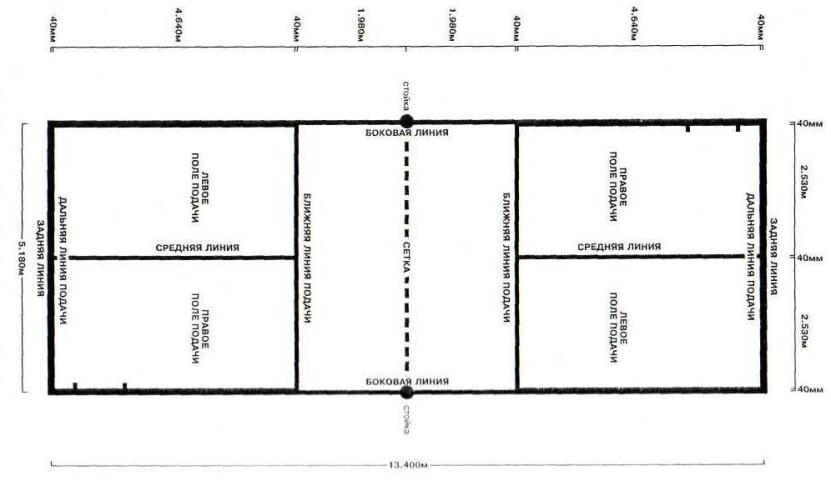 40мм
4.640м
40мм
1.980м
1.980м
40мм
4.640м
40мм
СТОЙКА
БОКОВАЯ ЛИНИЯ
40мм
ЛЕВОЕ
ПОЛЕ ПОДАЧИ
ПРАВОЕ
ПОЛЕ ПОДАЧИ
2.530м
5.180м
ЗАДНЯЯ ЛИНИЯ
ДАЛЬНЯЯ ЛИНИЯ ПОДАЧИ
СРЕДНЯЯ ЛИНИЯ
БЛИЖНЯЯ ЛИНИЯ ПОДАЧИ
СЕТКА
БЛИЖНЯЯ ЛИНИЯ ПОДАЧИ
СРЕДНЯЯ ЛИНИЯ
ДАЛЬНЯЯ ЛИНИЯ ПОДАЧИ
ЗАДНЯЯ ЛИНИЯ
40мм
ПРАВОЕ
ПОЛЕ ПОДАЧИ
ЛЕВОЕ
ПОЛЕ ПОДАЧИ
2.530м
БОКОВАЯ ЛИНИЯ
40мм
СТОЙКА
13.400м